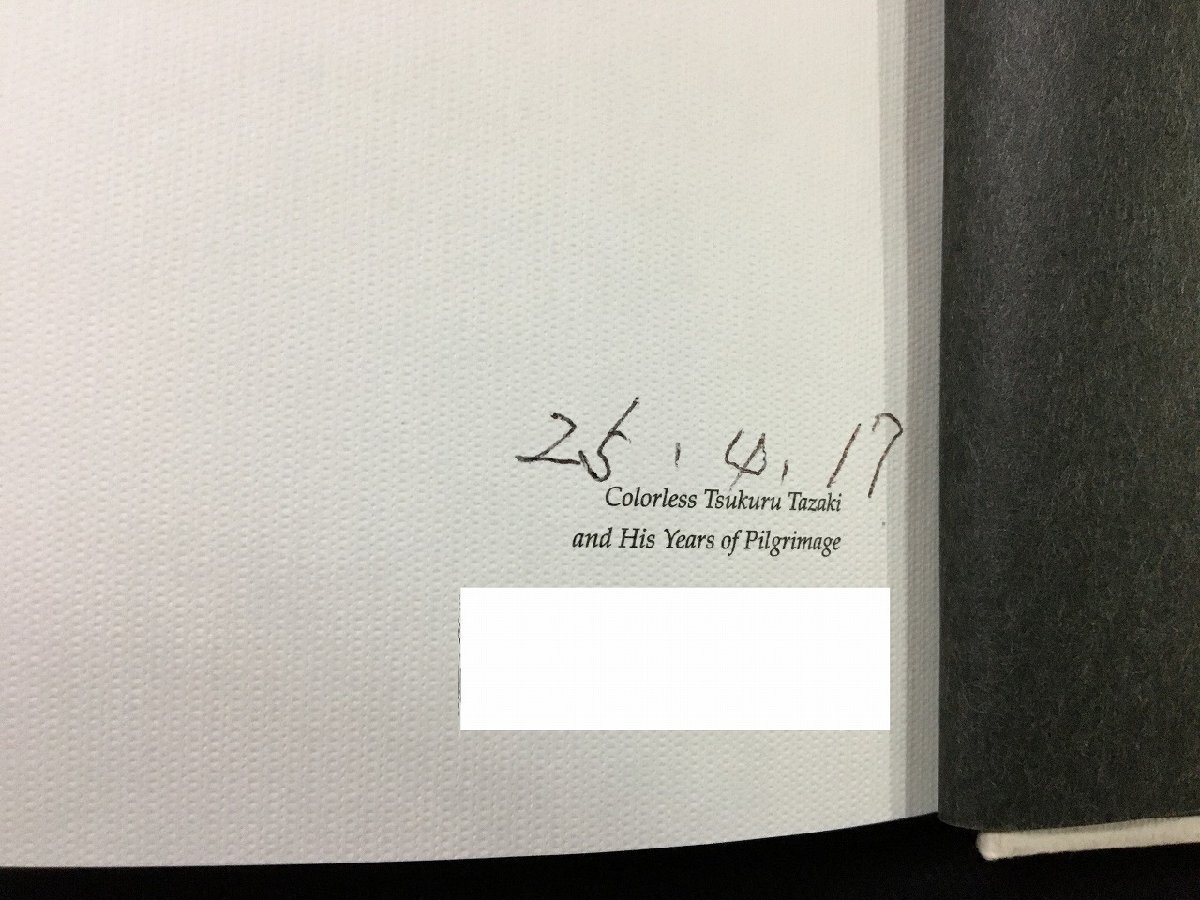 25.4.17
Colorless Tsukuru Tazaki
and His Years of Pilgrimage